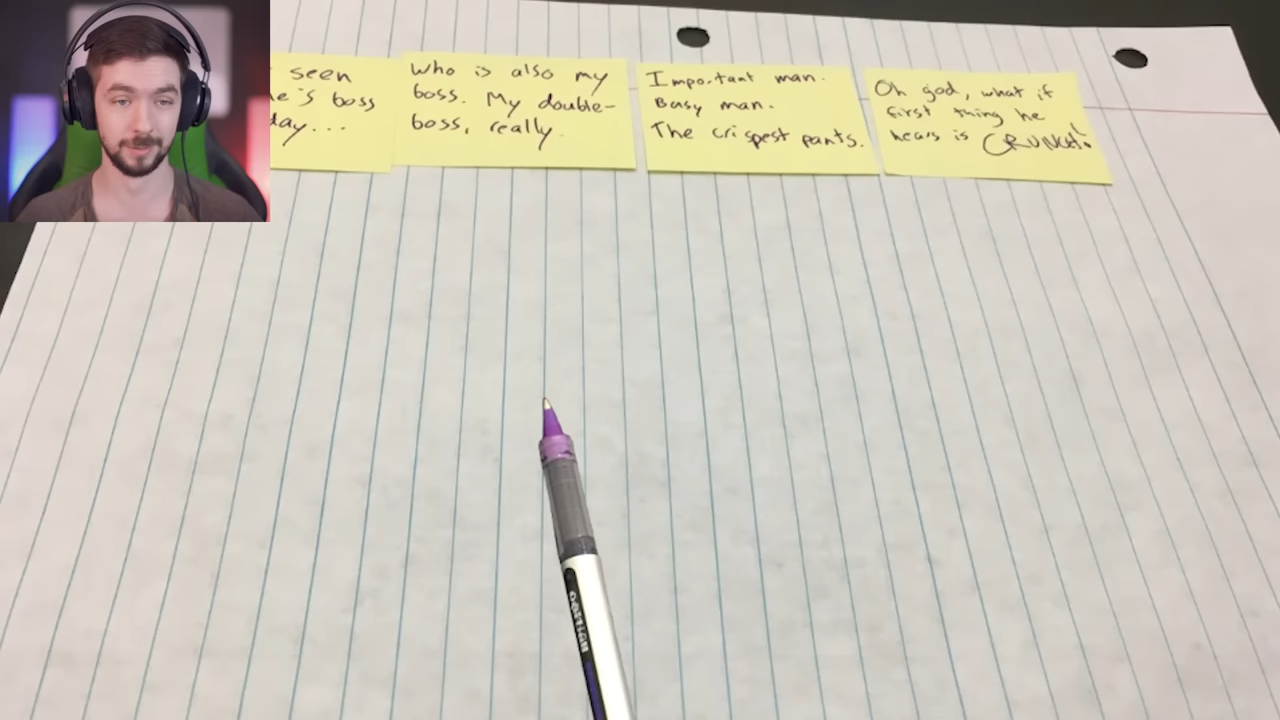 seen
e's boss
day...
Who is also my
boss. My double-
boss, really.
Important man.
Busy man.
The crispest pants.
Oh god, what if
first thing he
hears is CRUNCH!